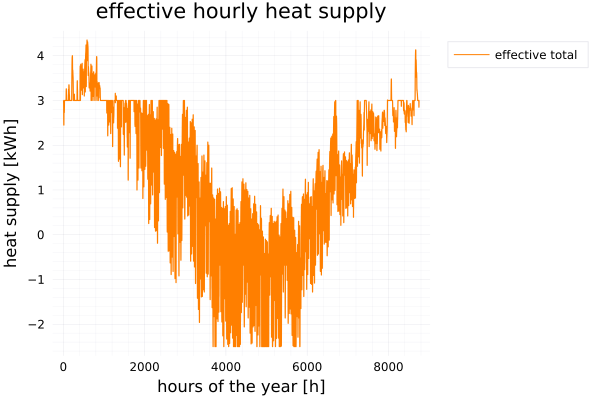 effective hourly heat supply
effective total
heat supply [kWh]
4
3
2
1
0
−1
−2
0 2000 4000 6000 8000
hours of the year [h]